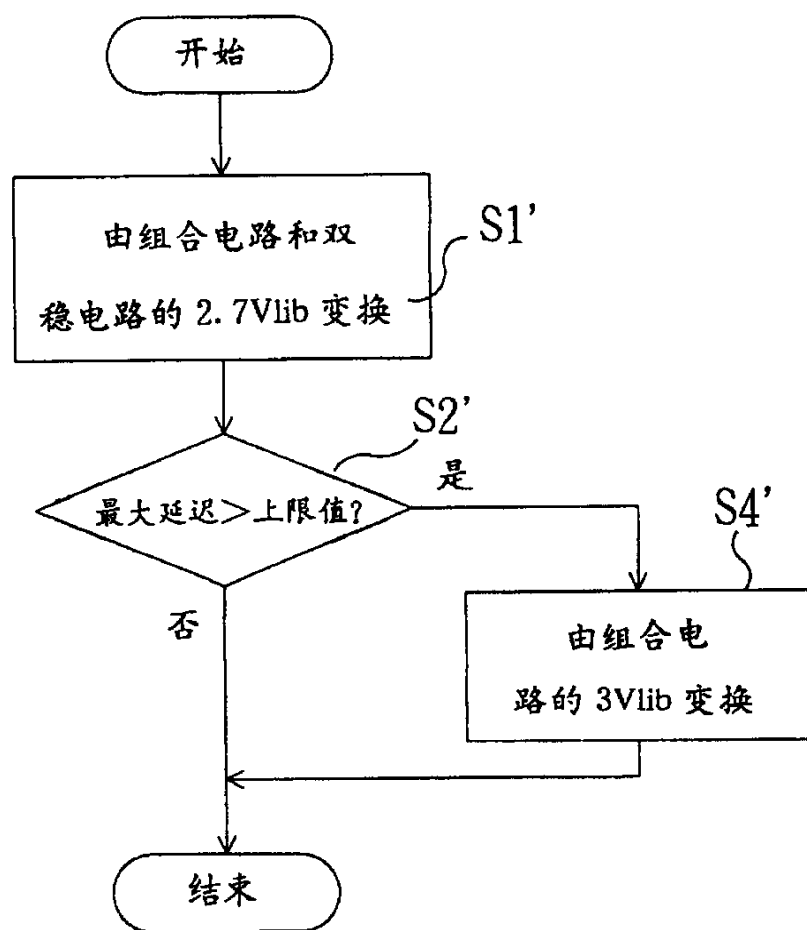 开始
由组合电路和双
稳电路的 2.7Vlib 变换
S1'
S2'
最大延迟＞上限值?
是
否
S4'
由组合电
路的 3Vlib 变换
结束